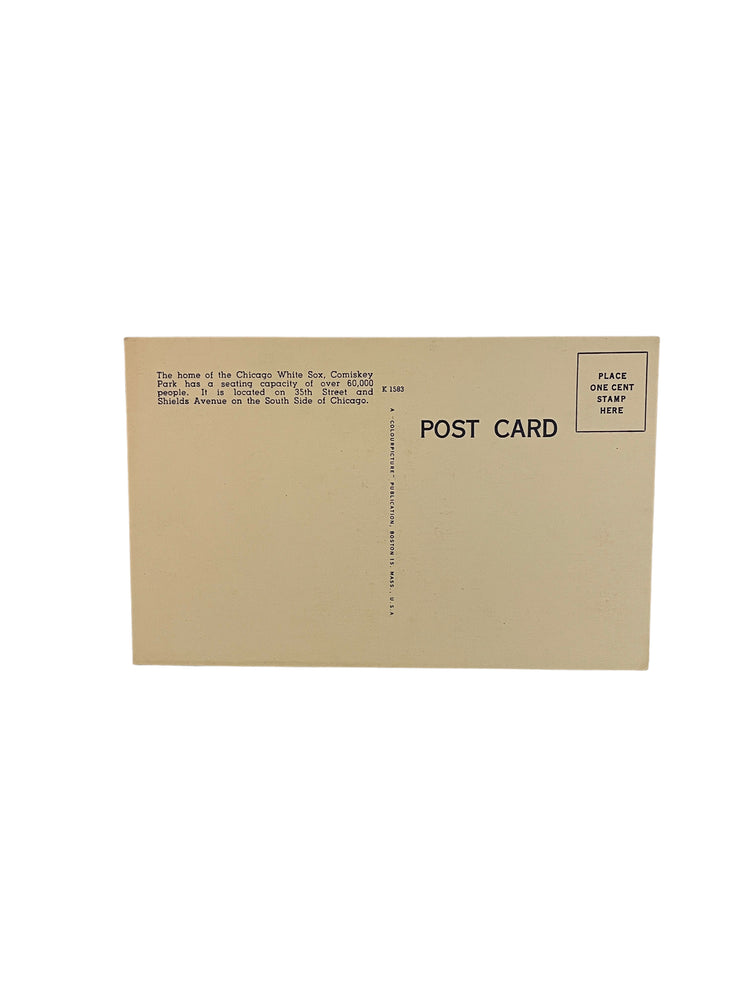 The home of the Chicago White Sox, Comiskey
Park has a seating capacity of over 60,000
people. It is located on 35th Street and
Shields Avenue on the South Side of Chicago.
K 1583
A "COLOURPICTURE" PUBLICATION, BOSTON 15, MASS., U.S.A
POST CARD
PLACE
ONE CENT
STAMP
HERE